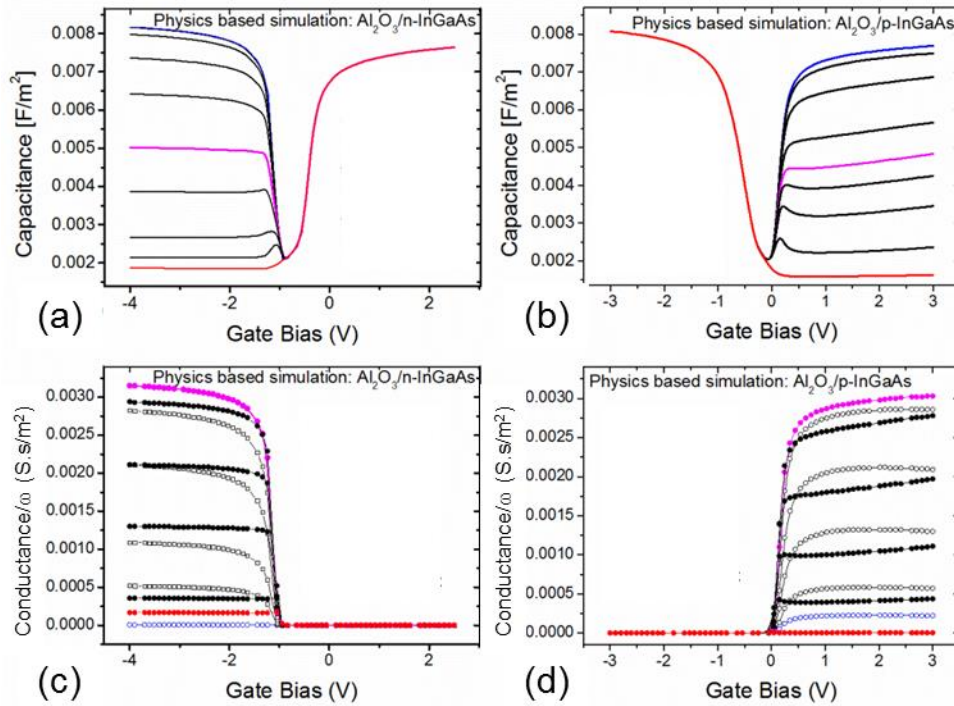 Physics based simulation: Al₂O₃/n-InGaAs
0.008
0.007
0.006
0.005
0.004
0.003
0.002
Capacitance [F/m²]
-4 -2 0 2
Gate Bias (V)
(a)
Physics based simulation: Al₂O₃/p-InGaAs
0.008
0.007
0.006
0.005
0.004
0.003
0.002
Capacitance [F/m²]
-3 -2 -1 0 1 2 3
Gate Bias (V)
(b)
Physics based simulation: Al₂O₃/n-InGaAs
0.0030
0.0025
0.0020
0.0015
0.0010
0.0005
0.0000
Conductance/ω (S.s/m²)
-4 -2 0 2
Gate Bias (V)
(c)
Physics based simulation: Al₂O₃/p-InGaAs
0.0030
0.0025
0.0020
0.0015
0.0010
0.0005
0.0000
Conductance/ω (S.s/m²)
-3 -2 -1 0 1 2 3
Gate Bias (V)
(d)